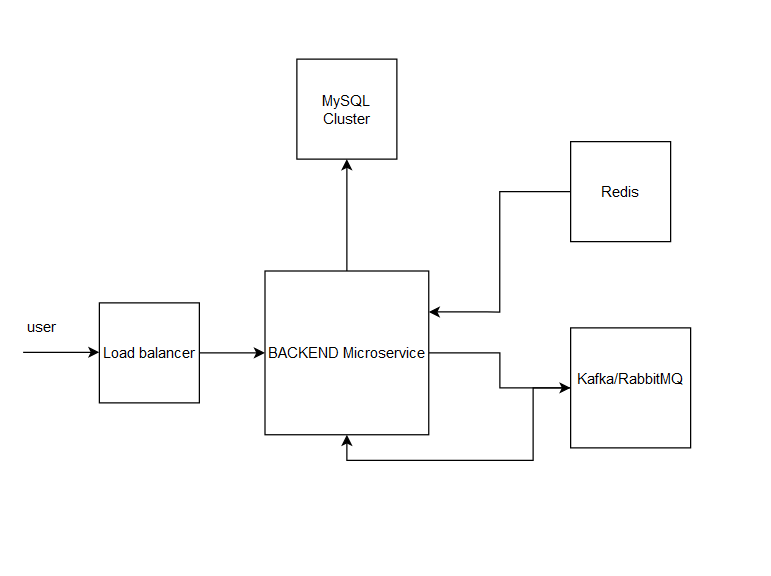 MySQL
Cluster
Redis
user
Load balancer
BACKEND Microservice
Kafka/RabbitMQ